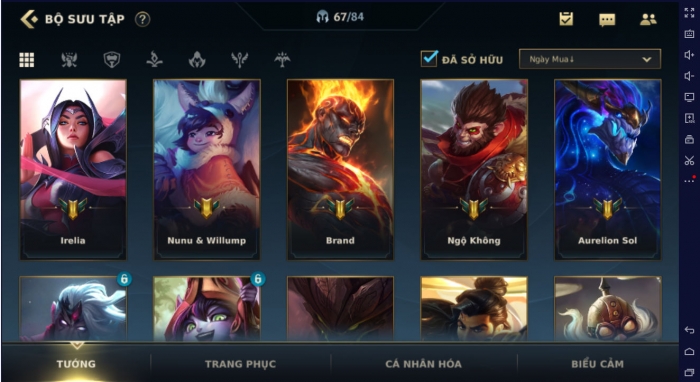 BỘ SƯU TẬP ?
67/84
ĐÃ SỞ HỮU
Ngày Mua↓
Irelia
Nunu & Willump
Brand
Ngộ Không
Aurelion Sol
6
6
TƯỚNG
TRANG PHỤC
CÁ NHÂN HÓA
BIỂU CẢM